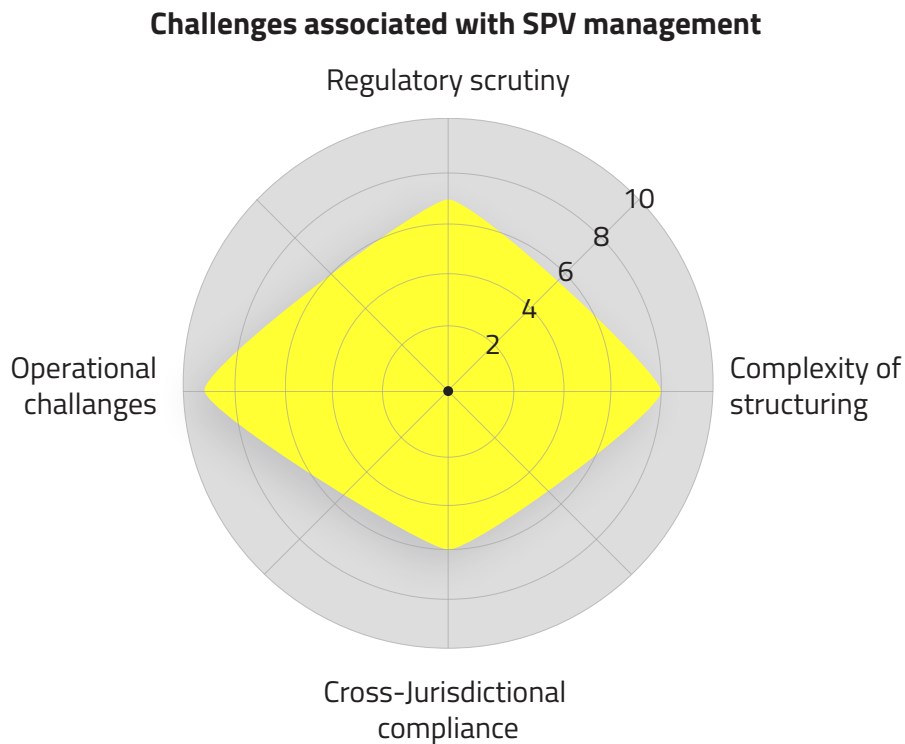 Challenges associated with SPV management
Regulatory scrutiny
10
8
6
4
2
Operational
challanges
Complexity of
structuring
Cross-Jurisdictional
compliance